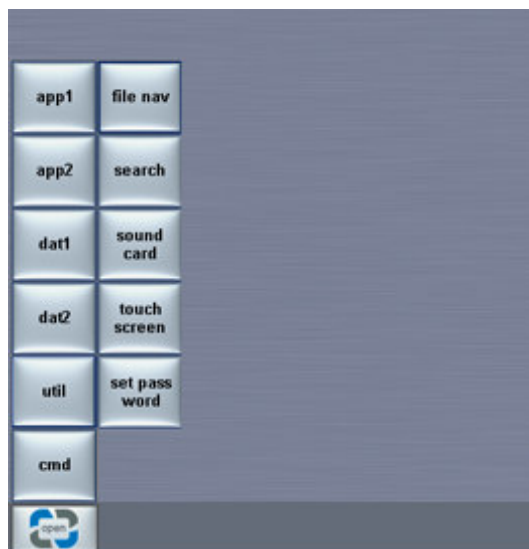 app1
file nav
app2
search
dat1
sound
card
dat2
touch
screen
util
set pass
word
cmd
open